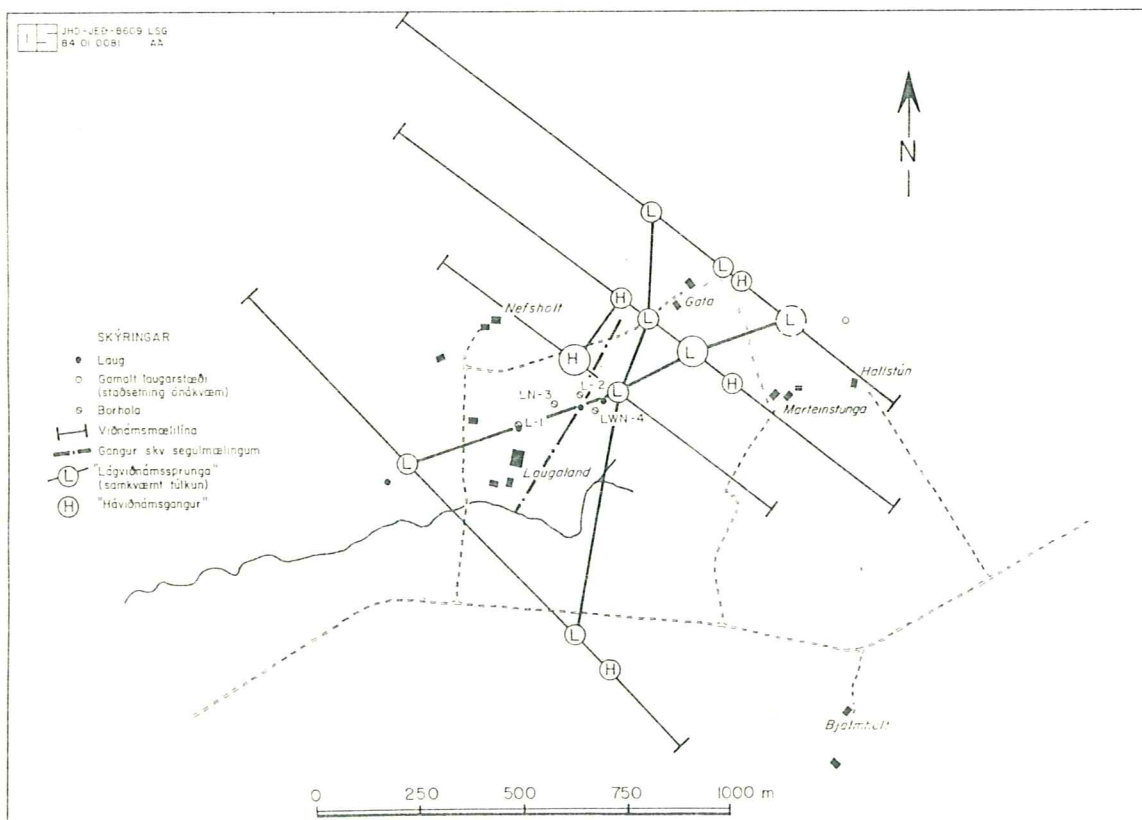 JHD-JED-8609 LSG
84 01 0081 AA
N
L
L
H
Gata
H
L
L
L
Nefsholt
H
L
Hallstún
Marteinstunga
H
L-2
LN-3
LWN-4
L-1
L
Laugaland
L
H
Bjálmholt
SKÝRINGAR
Laug
Gamalt laugarstæði
(staðsetning ónákvæm)
Borhola
Viðnámsmælilína
Gangur skv segulmælingum
L "Lágviðnámssprunga"
(samkvæmt túlkun)
H "Háviðnámsgangur"
0 250 500 750 1000 m